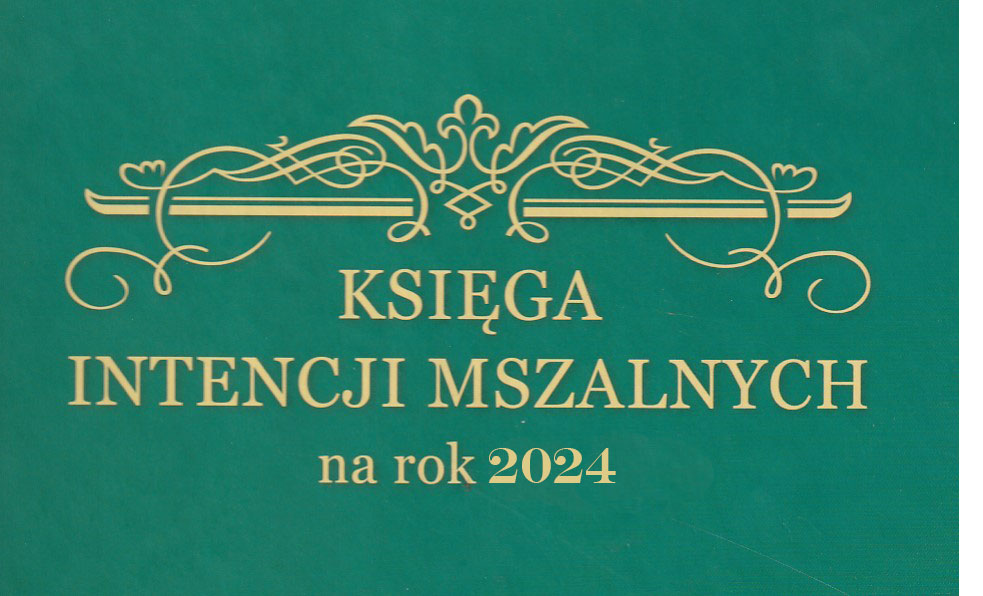 KSIĘGA
INTENCJI MSZALNYCH
na rok 2024